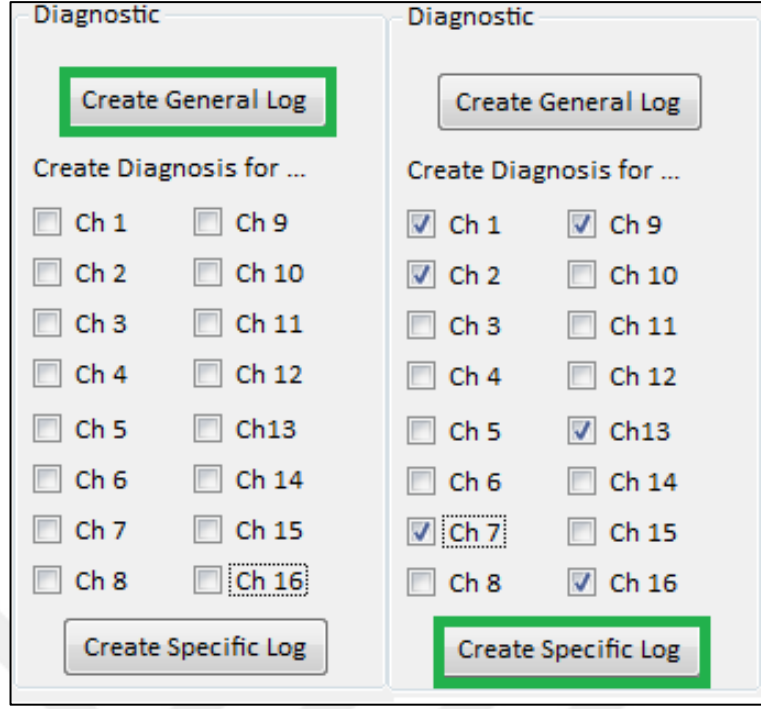 Diagnostic
Create General Log
Create Diagnosis for ...
Ch 1 Ch 9
Ch 2 Ch 10
Ch 3 Ch 11
Ch 4 Ch 12
Ch 5 Ch13
Ch 6 Ch 14
Ch 7 Ch 15
Ch 8 Ch 16
Create Specific Log
Diagnostic
Create General Log
Create Diagnosis for ...
Ch 1 Ch 9
Ch 2 Ch 10
Ch 3 Ch 11
Ch 4 Ch 12
Ch 5 Ch13
Ch 6 Ch 14
Ch 7 Ch 15
Ch 8 Ch 16
Create Specific Log